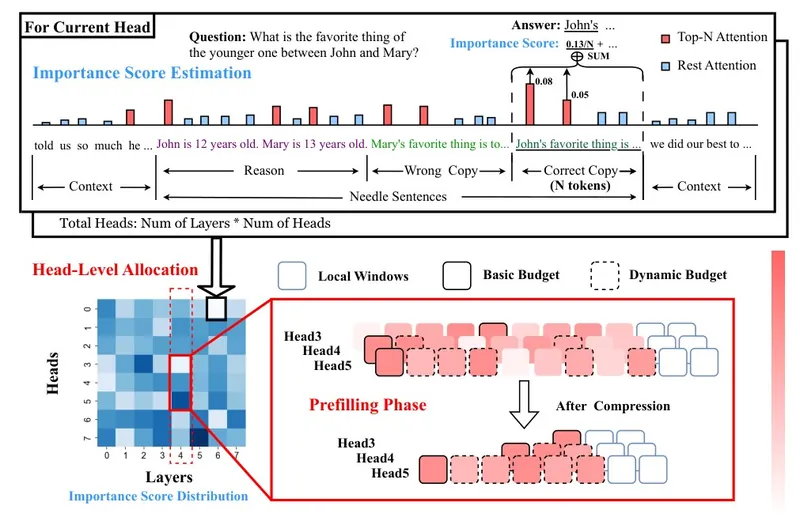 For Current Head
Question: What is the favorite thing of
the younger one between John and Mary?
Answer: John's ...
Importance Score: 0.13/N + ...
SUM
Top-N Attention
Rest Attention
Importance Score Estimation
0.08
0.05
told us so much he ... John is 12 years old. Mary is 13 years old. Mary's favorite thing is to... John's favorite thing is ... we did our best to ...
Context
Reason
Wrong Copy
Correct Copy
(N tokens)
Context
Needle Sentences
Total Heads: Num of Layers * Num of Heads
Head-Level Allocation
Local Windows
Basic Budget
Dynamic Budget
Heads
0
1
2
3
4
5
6
7
0 1 2 3 4 5 6 7
Layers
Importance Score Distribution
Head3
Head4
Head5
Prefilling Phase
After Compression
Head3
Head4
Head5